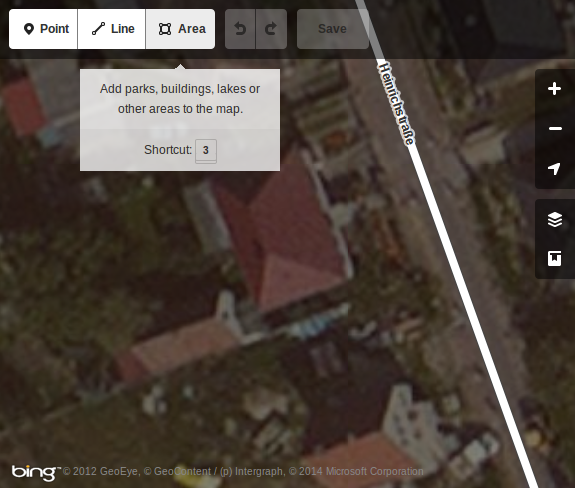 Point Line Area Save
Heinrichstraße
Add parks, buildings, lakes or
other areas to the map.
Shortcut: 3
bing™ © 2012 GeoEye, © GeoContent / (p) Intergraph, © 2014 Microsoft Corporation